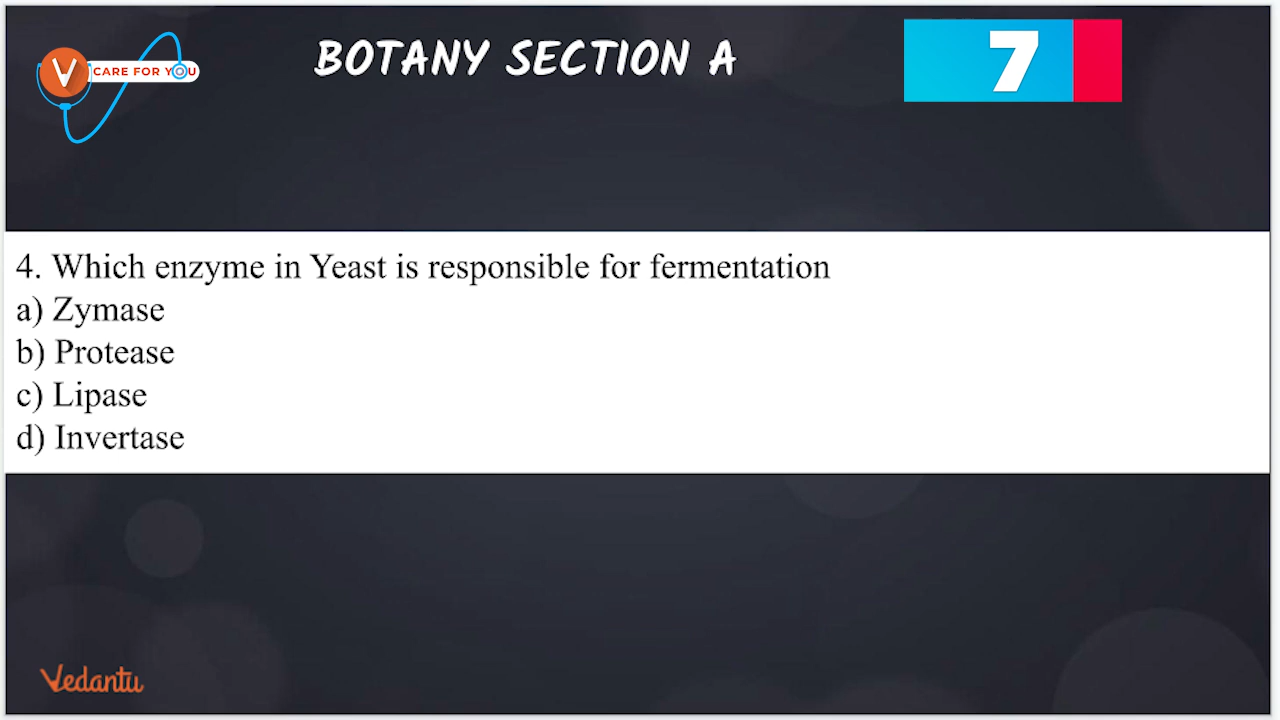 BOTANY SECTION A
7
V CARE FOR YOU
4. Which enzyme in Yeast is responsible for fermentation
a) Zymase
b) Protease
c) Lipase
d) Invertase
Vedantu